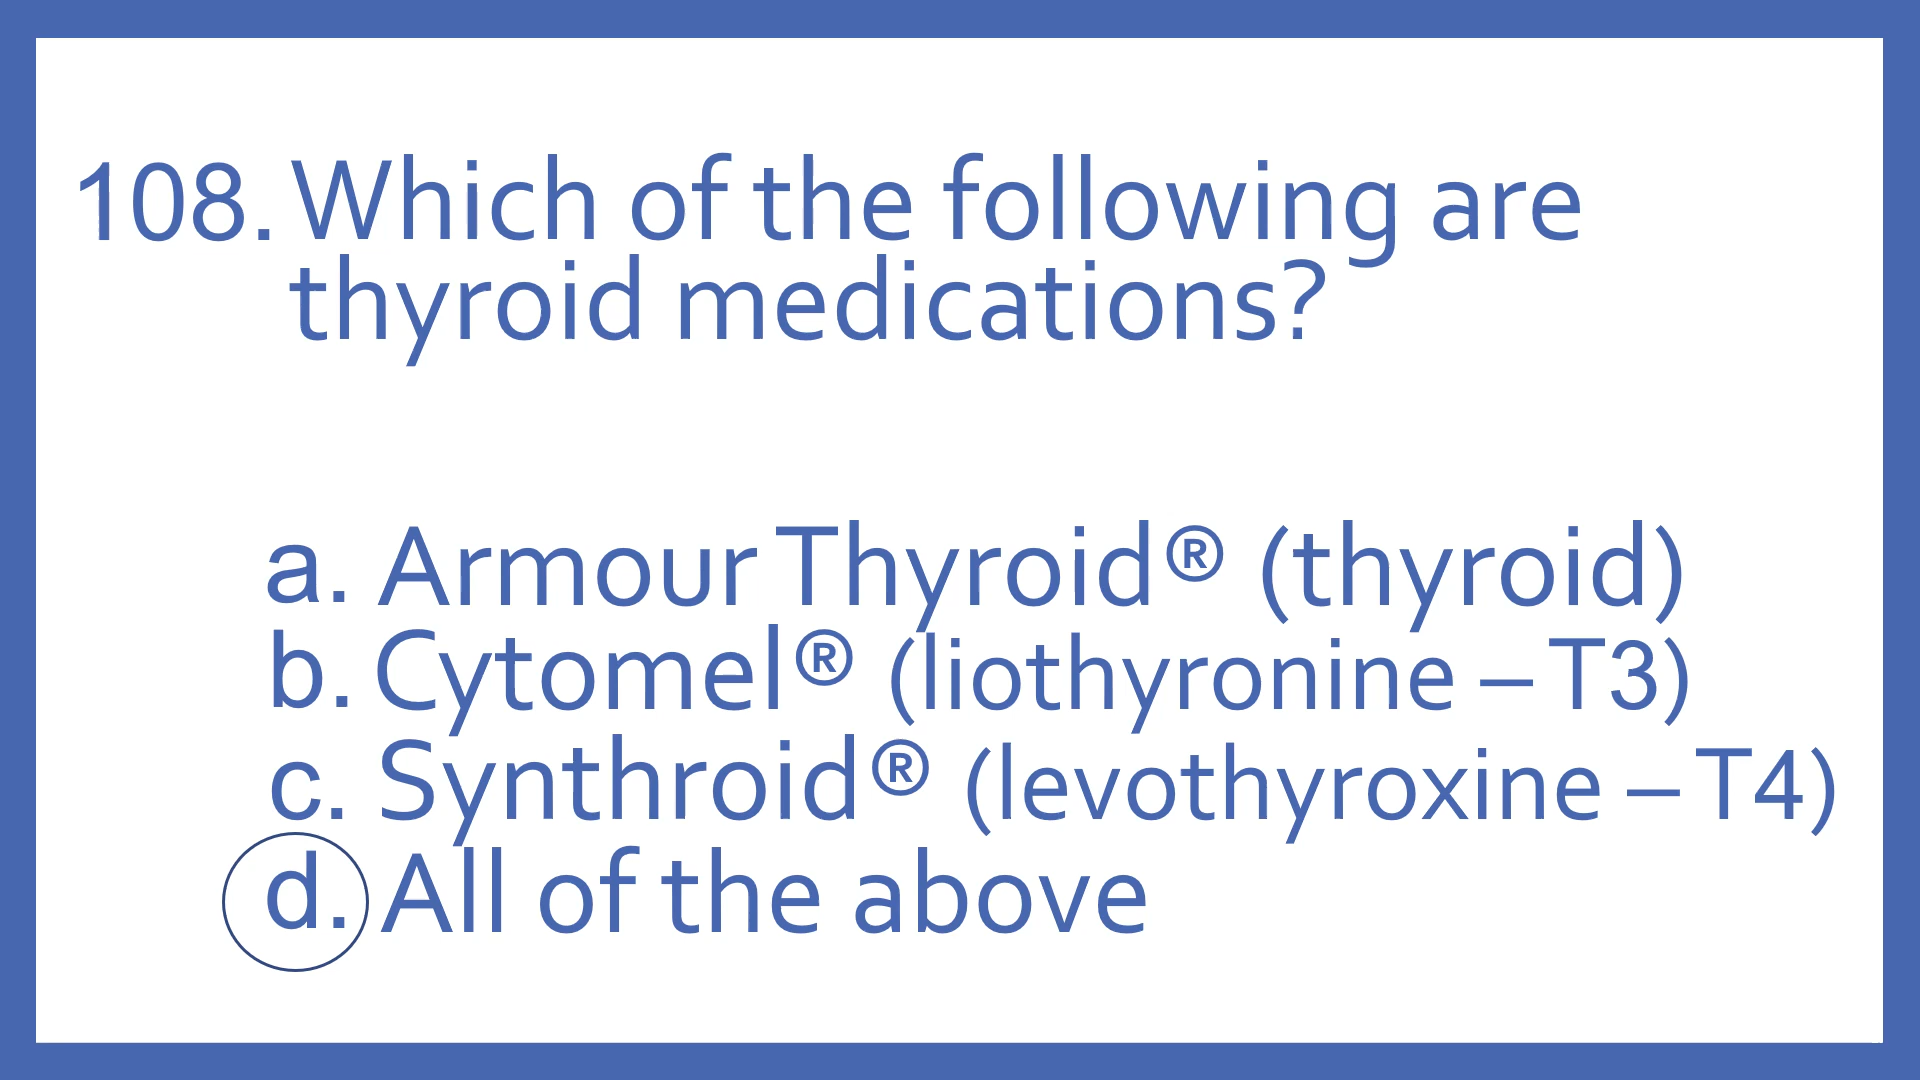 108. Which of the following are
thyroid medications?
a. Armour Thyroid® (thyroid)
b. Cytomel® (liothyronine – T3)
c. Synthroid® (levothyroxine – T4)
d. All of the above